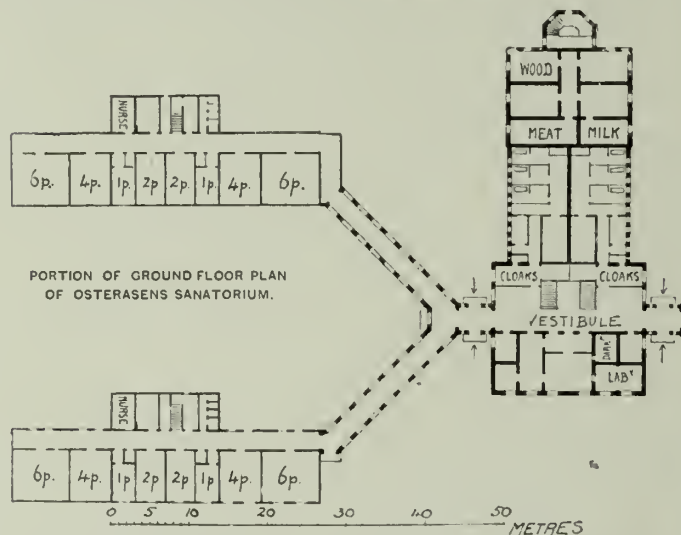 WOOD
NURSE
MEAT MILK
6p. 4p. 1p. 2p 2p. 1p. 4p. 6p.
PORTION OF GROUND FLOOR PLAN
OF OSTERASENS SANATORIUM.
CLOAKS CLOAKS
VESTIBULE
DARK
LABY
NURSE
6p. 4p. 1p 2p 2p 1p. 4p. 6p.
0 5 10 20 30 40 50
METRES